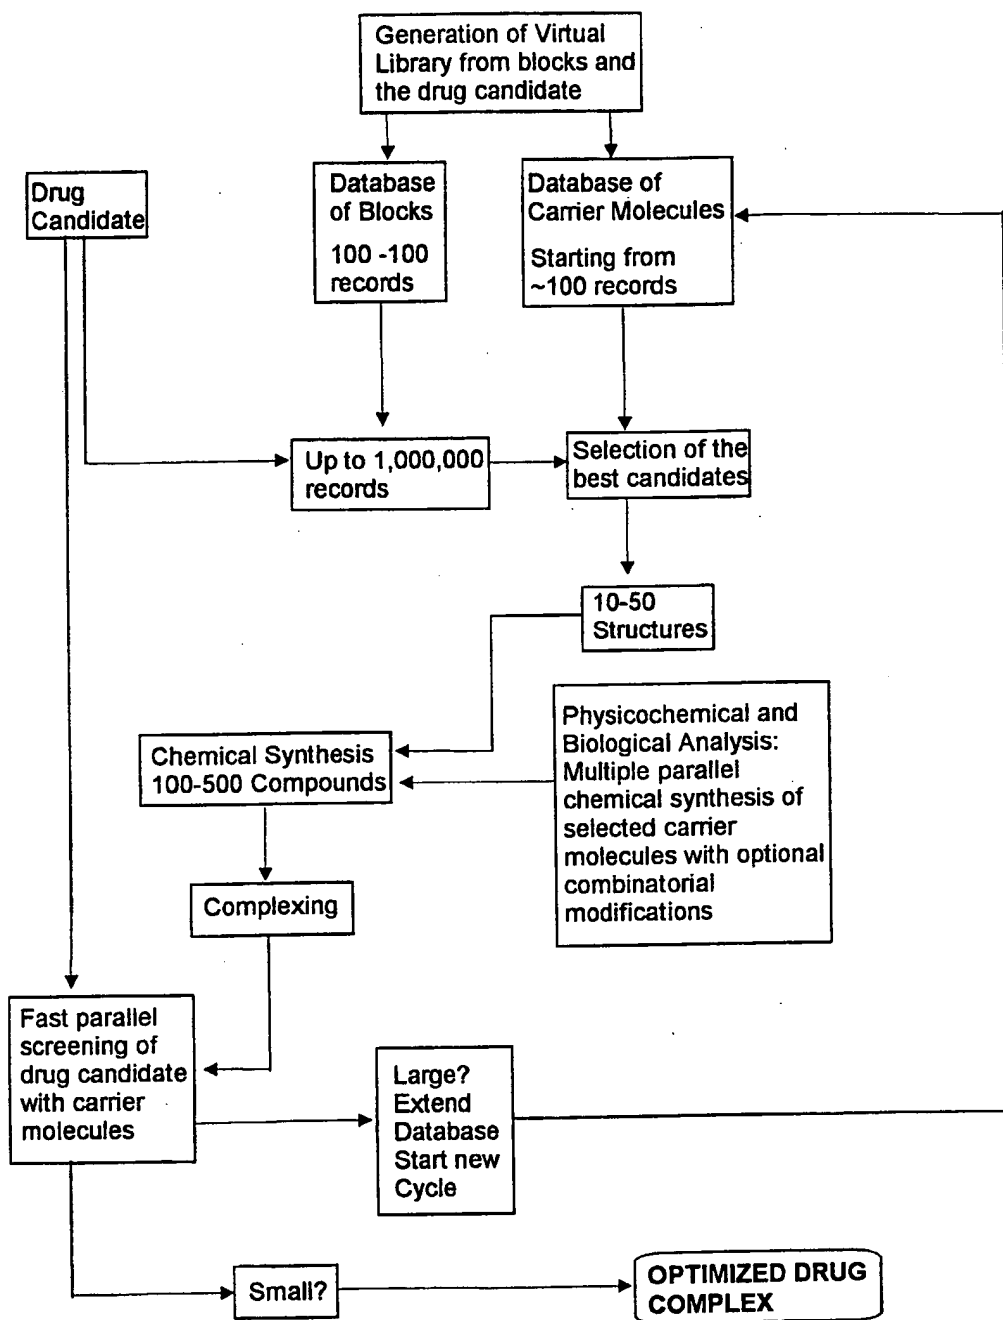 Generation of Virtual
Library from blocks and
the drug candidate
Drug
Candidate
Database
of Blocks
100 -100
records
Database of
Carrier Molecules
Starting from
~100 records
Up to 1,000,000
records
Selection of the
best candidates
10-50
Structures
Chemical Synthesis
100-500 Compounds
Physicochemical and
Biological Analysis:
Multiple parallel
chemical synthesis of
selected carrier
molecules with optional
combinatorial
modifications
Complexing
Fast parallel
screening of
drug candidate
with carrier
molecules
Large?
Extend
Database
Start new
Cycle
Small?
OPTIMIZED DRUG
COMPLEX